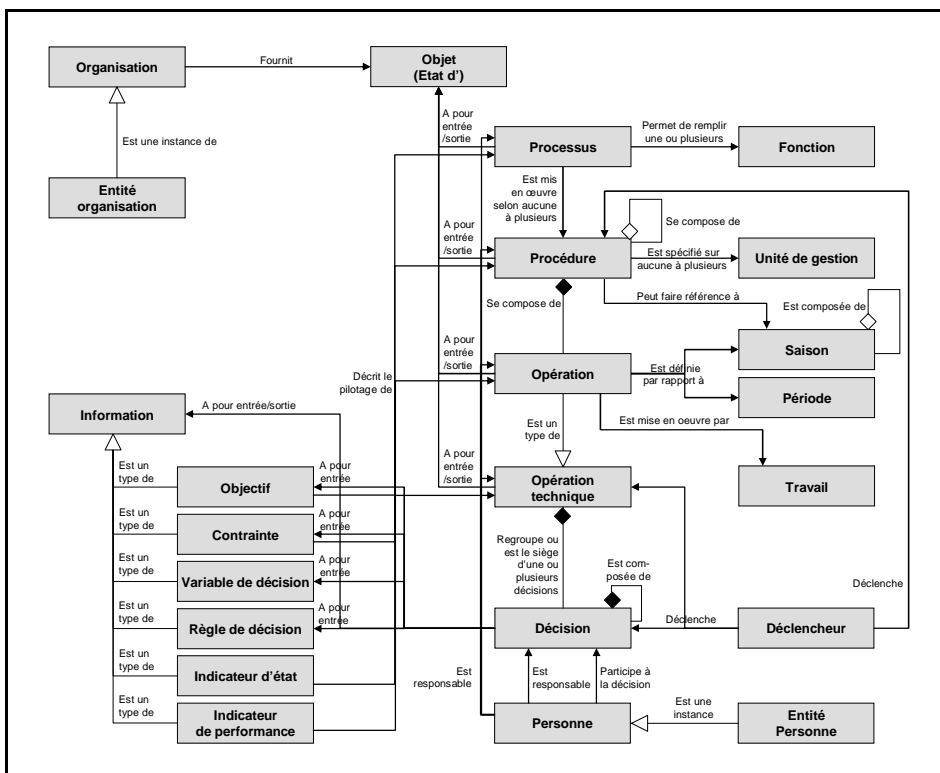 Organisation
Fournit
Objet
(Etat d’)
Est une instance de
Entité
organisation
A pour
entrée
/sortie
Processus
Permet de remplir
une ou plusieurs
Fonction
Est mis
en œuvre
selon aucune
à plusieurs
A pour
entrée
/sortie
Procédure
Se compose de
Est spécifié sur
aucune à plusieurs
Unité de gestion
Se compose de
Peut faire référence à
Est composée de
Saison
A pour
entrée
/sortie
Opération
Est définie
par rapport à
Période
Décrit le
pilotage de
Information
A pour entrée/sortie
Est un
type de
Est mise en oeuvre par
Travail
A pour
entrée
/sortie
Opération
technique
Est un
type de
Objectif
A pour
entrée
Est un
type de
Contrainte
A pour
entrée
Regroupe ou
est le siège
d’une ou
plusieurs
décisions
Est com-
posée de
Est un
type de
Variable de décision
A pour
entrée
Déclenche
Est un
type de
Règle de décision
A pour
entrée
Décision
Déclenche
Déclencheur
Est un
type de
Indicateur d’état
Est
responsable
Est
responsable
Participe à
la décision
Est un
type de
Indicateur
de performance
Personne
Est une
instance
Entité
Personne